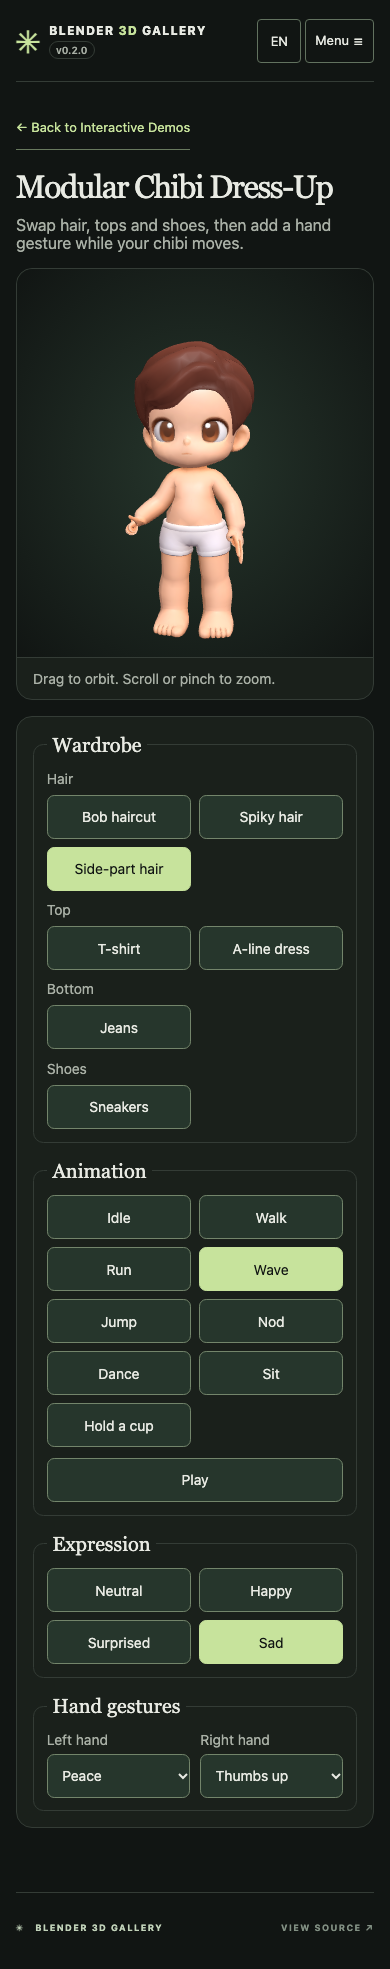 BLENDER 3D GALLERY
v0.2.0
EN
Menu ≡
← Back to Interactive Demos
Modular Chibi Dress-Up
Swap hair, tops and shoes, then add a hand
gesture while your chibi moves.
Drag to orbit. Scroll or pinch to zoom.
Wardrobe
Hair
Bob haircut
Spiky hair
Side-part hair
Top
T-shirt
A-line dress
Bottom
Jeans
Shoes
Sneakers
Animation
Idle
Walk
Run
Wave
Jump
Nod
Dance
Sit
Hold a cup
Play
Expression
Neutral
Happy
Surprised
Sad
Hand gestures
Left hand
Right hand
Peace
Thumbs up
BLENDER 3D GALLERY
VIEW SOURCE ↗